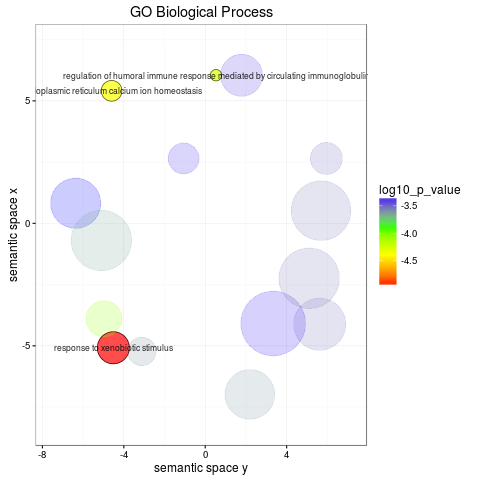 GO Biological Process
regulation of humoral immune response mediated by circulating immunoglobulin
oplasmic reticulum calcium ion homeostasis
response to xenobiotic stimulus
5
0
-5
-8
-4
0
4
semantic space y
semantic space x
log10_p_value
-3.5
-4.0
-4.5